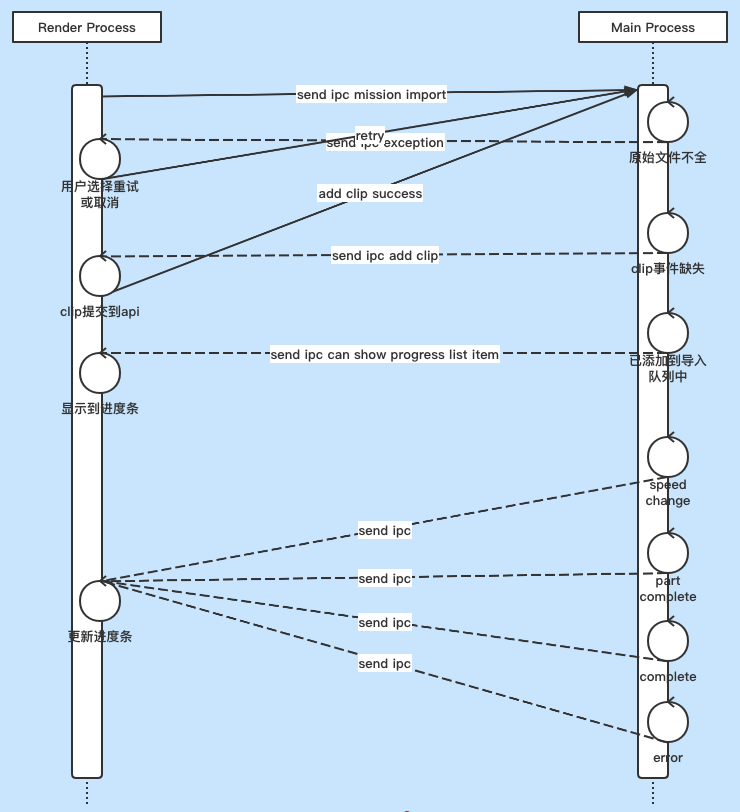 Render Process
Main Process
send ipc mission import
retry
send ipc exception
原始文件不全
用户选择重试
或取消
add clip success
send ipc add clip
clip事件缺失
clip提交到api
send ipc can show progress list item
已添加到导入
队列中
显示到进度条
speed
change
send ipc
send ipc
part
complete
send ipc
更新进度条
send ipc
complete
error